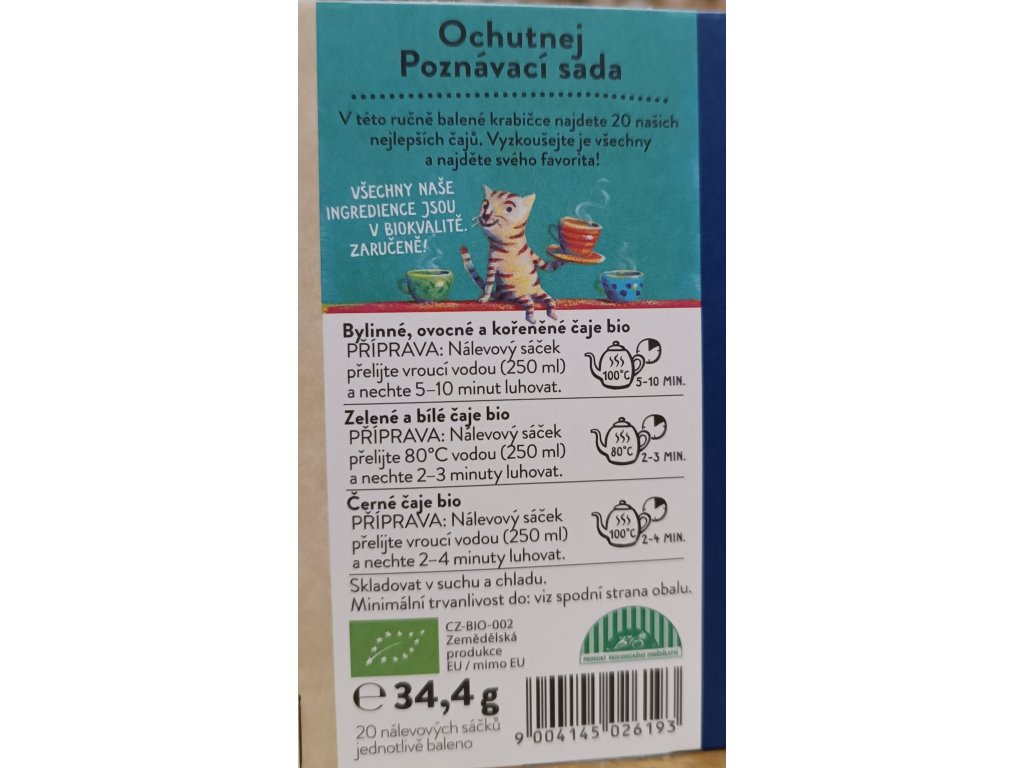 Ochutnej
Poznávací sada
V této ručně balené krabičce najdete 20 našich
nejlepších čajů. Vyzkoušejte je všechny
a najděte svého favorita!
VŠECHNY NAŠE
INGREDIENCE JSOU
V BIOKVALITĚ.
ZARUČENĚ!
Bylinné, ovocné a kořeněné čaje bio
PŘÍPRAVA: Nálevový sáček
přelijte vroucí vodou (250 ml)
a nechte 5–10 minut luhovat.
100°C
5-10 MIN.
Zelené a bílé čaje bio
PŘÍPRAVA: Nálevový sáček
přelijte 80°C vodou (250 ml)
a nechte 2–3 minuty luhovat.
80°C
2-3 MIN.
Černé čaje bio
PŘÍPRAVA: Nálevový sáček
přelijte vroucí vodou (250 ml)
a nechte 2–4 minuty luhovat.
100°C
2-4 MIN.
Skladovat v suchu a chladu.
Minimální trvanlivost do: viz spodní strana obalu.
CZ-BIO-002
Zemědělská
produkce
EU / mimo EU
PRODUKT EKOLOGICKÉHO ZEMĚDĚLSTVÍ
℮ 34,4 g
20 nálevových sáčků
jednotlivě baleno
9 004145 026193